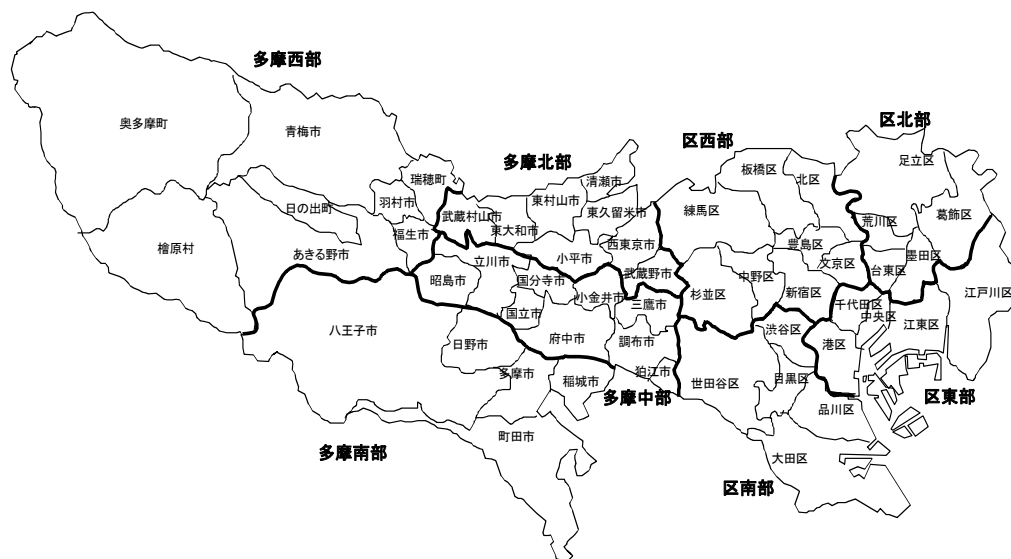 多摩西部
区北部
奥多摩町
青梅市
多摩北部
区西部
足立区
板橋区
北区
瑞穂町
清瀬市
羽村市
東村山市
日の出町
武蔵村山市
東久留米市
練馬区
荒川区
葛飾区
福生市
東大和市
西東京市
豊島区
檜原村
あきる野市
立川市
小平市
文京区
墨田区
台東区
昭島市
国分寺市
武蔵野市
中野区
新宿区
江戸川区
小金井市
杉並区
千代田区
三鷹市
中央区
国立市
江東区
八王子市
渋谷区
日野市
府中市
調布市
港区
多摩市
稲城市
狛江市
世田谷区
目黒区
多摩中部
区東部
品川区
町田市
多摩南部
大田区
区南部